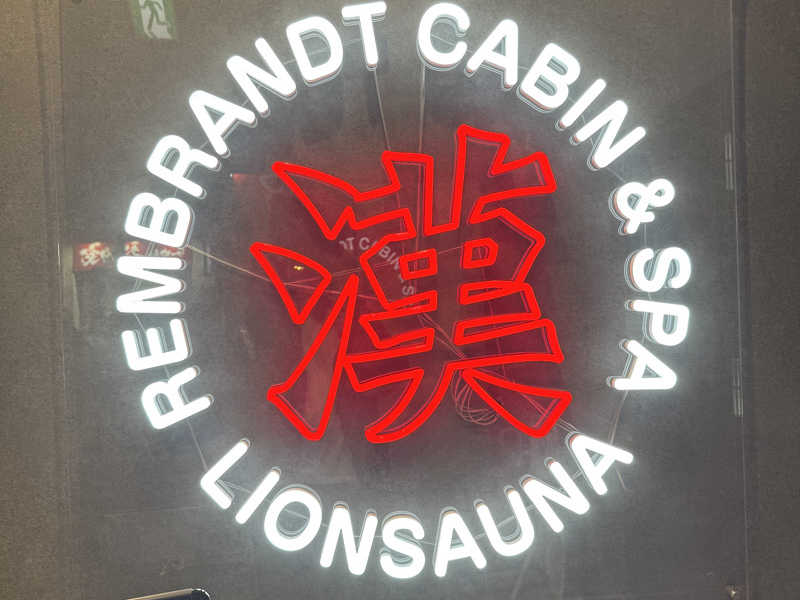 REMBRANDT CABIN & SPA
漢
LIONSAUNA